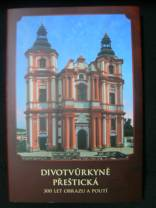 DIVOTVŮRKYNĚ
PŘEŠTICKÁ
300 LET OBRAZU A POUTÍ